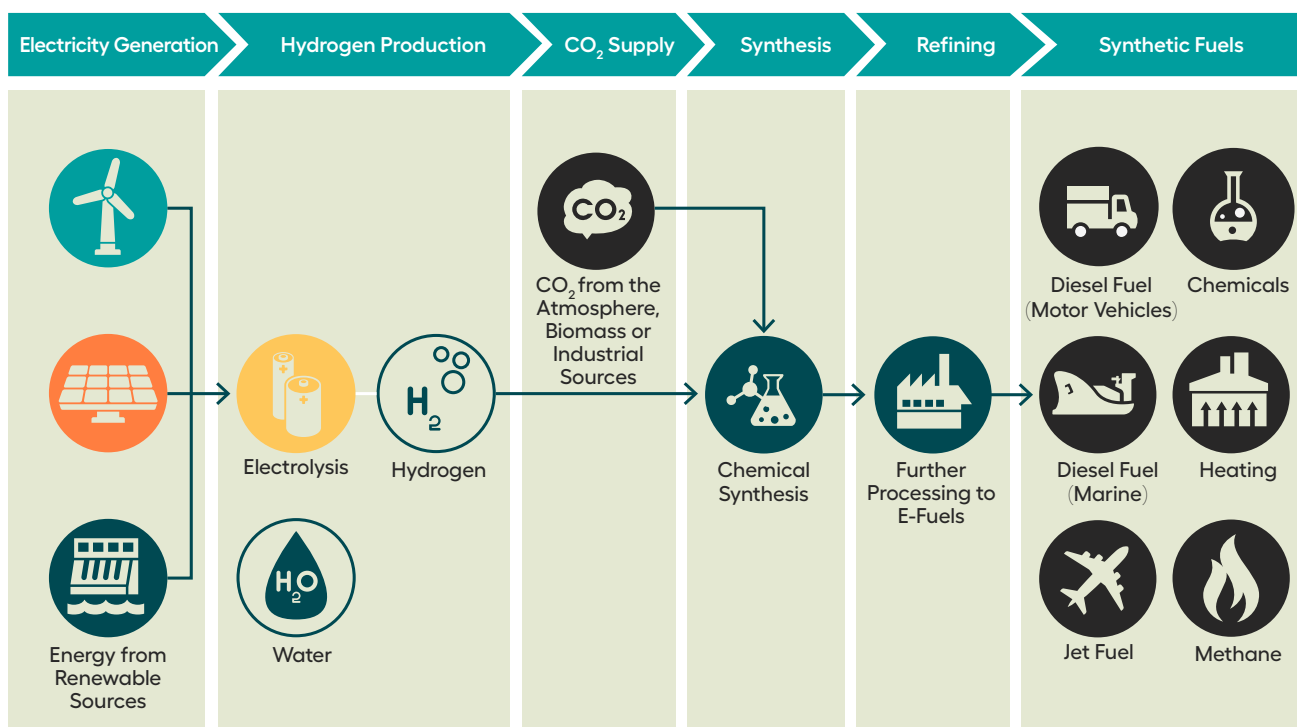 Electricity Generation
Hydrogen Production
CO₂ Supply
Synthesis
Refining
Synthetic Fuels
Energy from
Renewable
Sources
Electrolysis
H₂
Hydrogen
H₂O
Water
CO₂
CO₂ from the
Atmosphere,
Biomass or
Industrial
Sources
Chemical
Synthesis
Further
Processing to
E-Fuels
Diesel Fuel
(Motor Vehicles)
Chemicals
Diesel Fuel
(Marine)
Heating
Jet Fuel
Methane